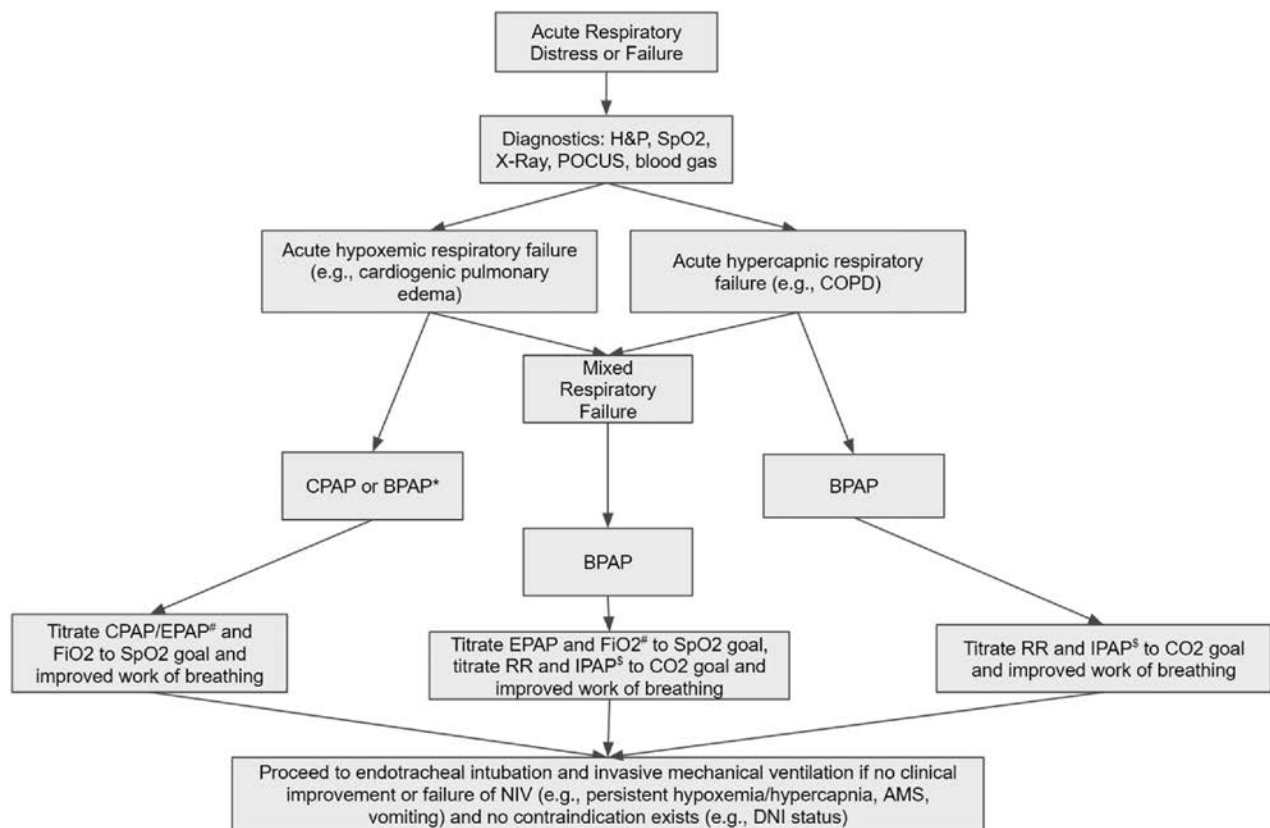 Acute Respiratory
Distress or Failure
Diagnostics: H&P, SpO2,
X-Ray, POCUS, blood gas
Acute hypoxemic respiratory failure
(e.g., cardiogenic pulmonary
edema)
Acute hypercapnic respiratory
failure (e.g., COPD)
Mixed
Respiratory
Failure
CPAP or BPAP*
BPAP
BPAP
Titrate CPAP/EPAP# and
FiO2 to SpO2 goal and
improved work of breathing
Titrate EPAP and FiO2# to SpO2 goal,
titrate RR and IPAP$ to CO2 goal and
improved work of breathing
Titrate RR and IPAP$ to CO2 goal
and improved work of breathing
Proceed to endotracheal intubation and invasive mechanical ventilation if no clinical
improvement or failure of NIV (e.g., persistent hypoxemia/hypercapnia, AMS,
vomiting) and no contraindication exists (e.g., DNI status)